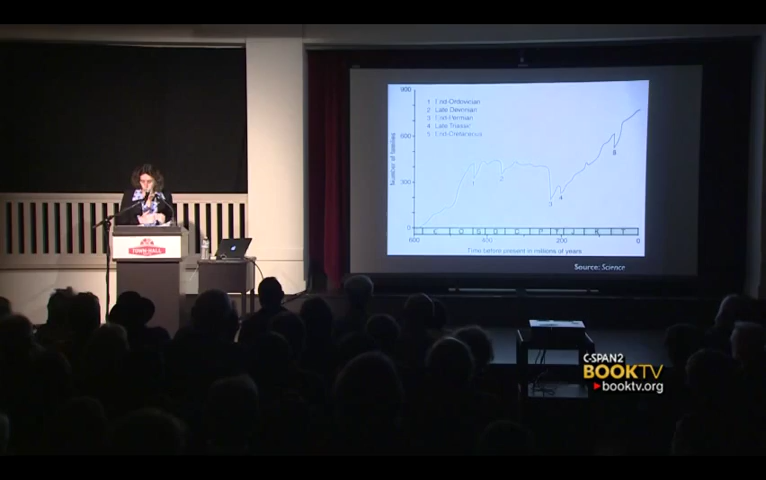 900
1 End-Ordovician
2 Late Devonian
3 End-Permian
4 Late Triassic
5 End-Cretaceous
600
Number of families
300
0
1
2
3
4
5
O S D C P T J K T
600 400 200 0
Time before present in millions of years
Source: Science
TOWN HALL
C-SPAN2
BOOKTV
booktv.org